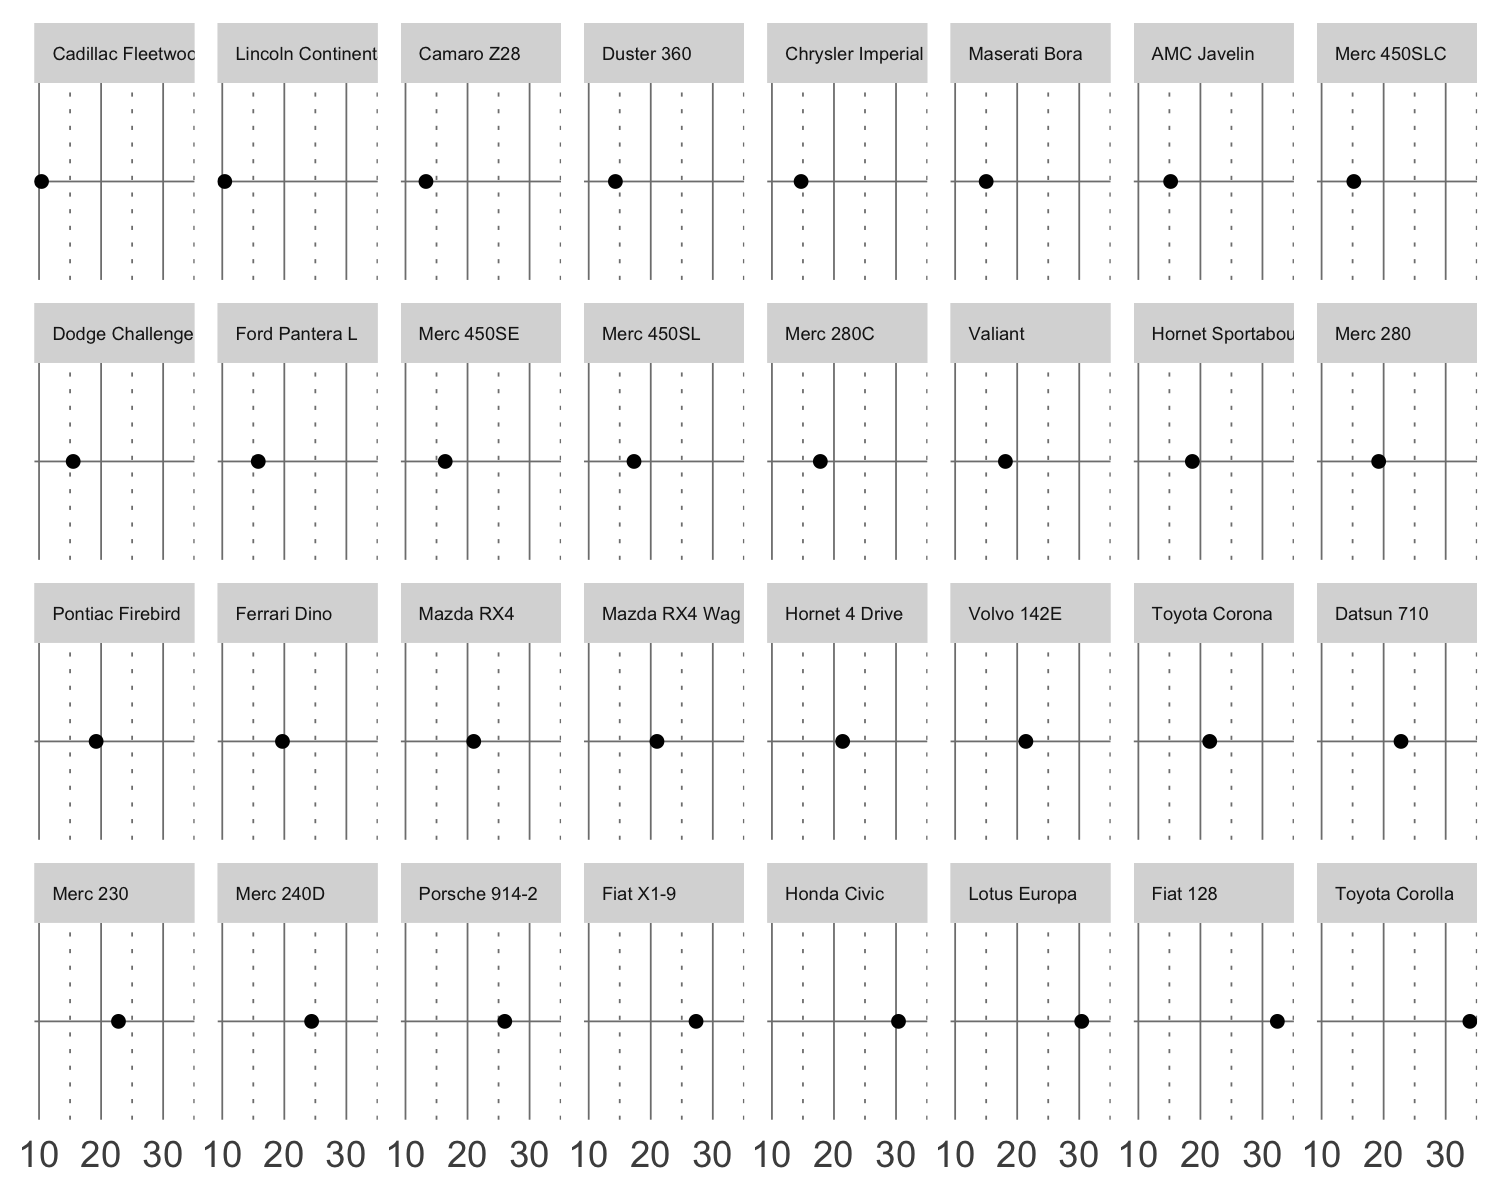 Cadillac Fleetwoo
Lincoln Continent
Camaro Z28
Duster 360
Chrysler Imperial
Maserati Bora
AMC Javelin
Merc 450SLC
Dodge Challenge
Ford Pantera L
Merc 450SE
Merc 450SL
Merc 280C
Valiant
Hornet Sportabou
Merc 280
Pontiac Firebird
Ferrari Dino
Mazda RX4
Mazda RX4 Wag
Hornet 4 Drive
Volvo 142E
Toyota Corona
Datsun 710
Merc 230
Merc 240D
Porsche 914-2
Fiat X1-9
Honda Civic
Lotus Europa
Fiat 128
Toyota Corolla
10 20 30 10 20 30 10 20 30 10 20 30 10 20 30 10 20 30 10 20 30 10 20 30